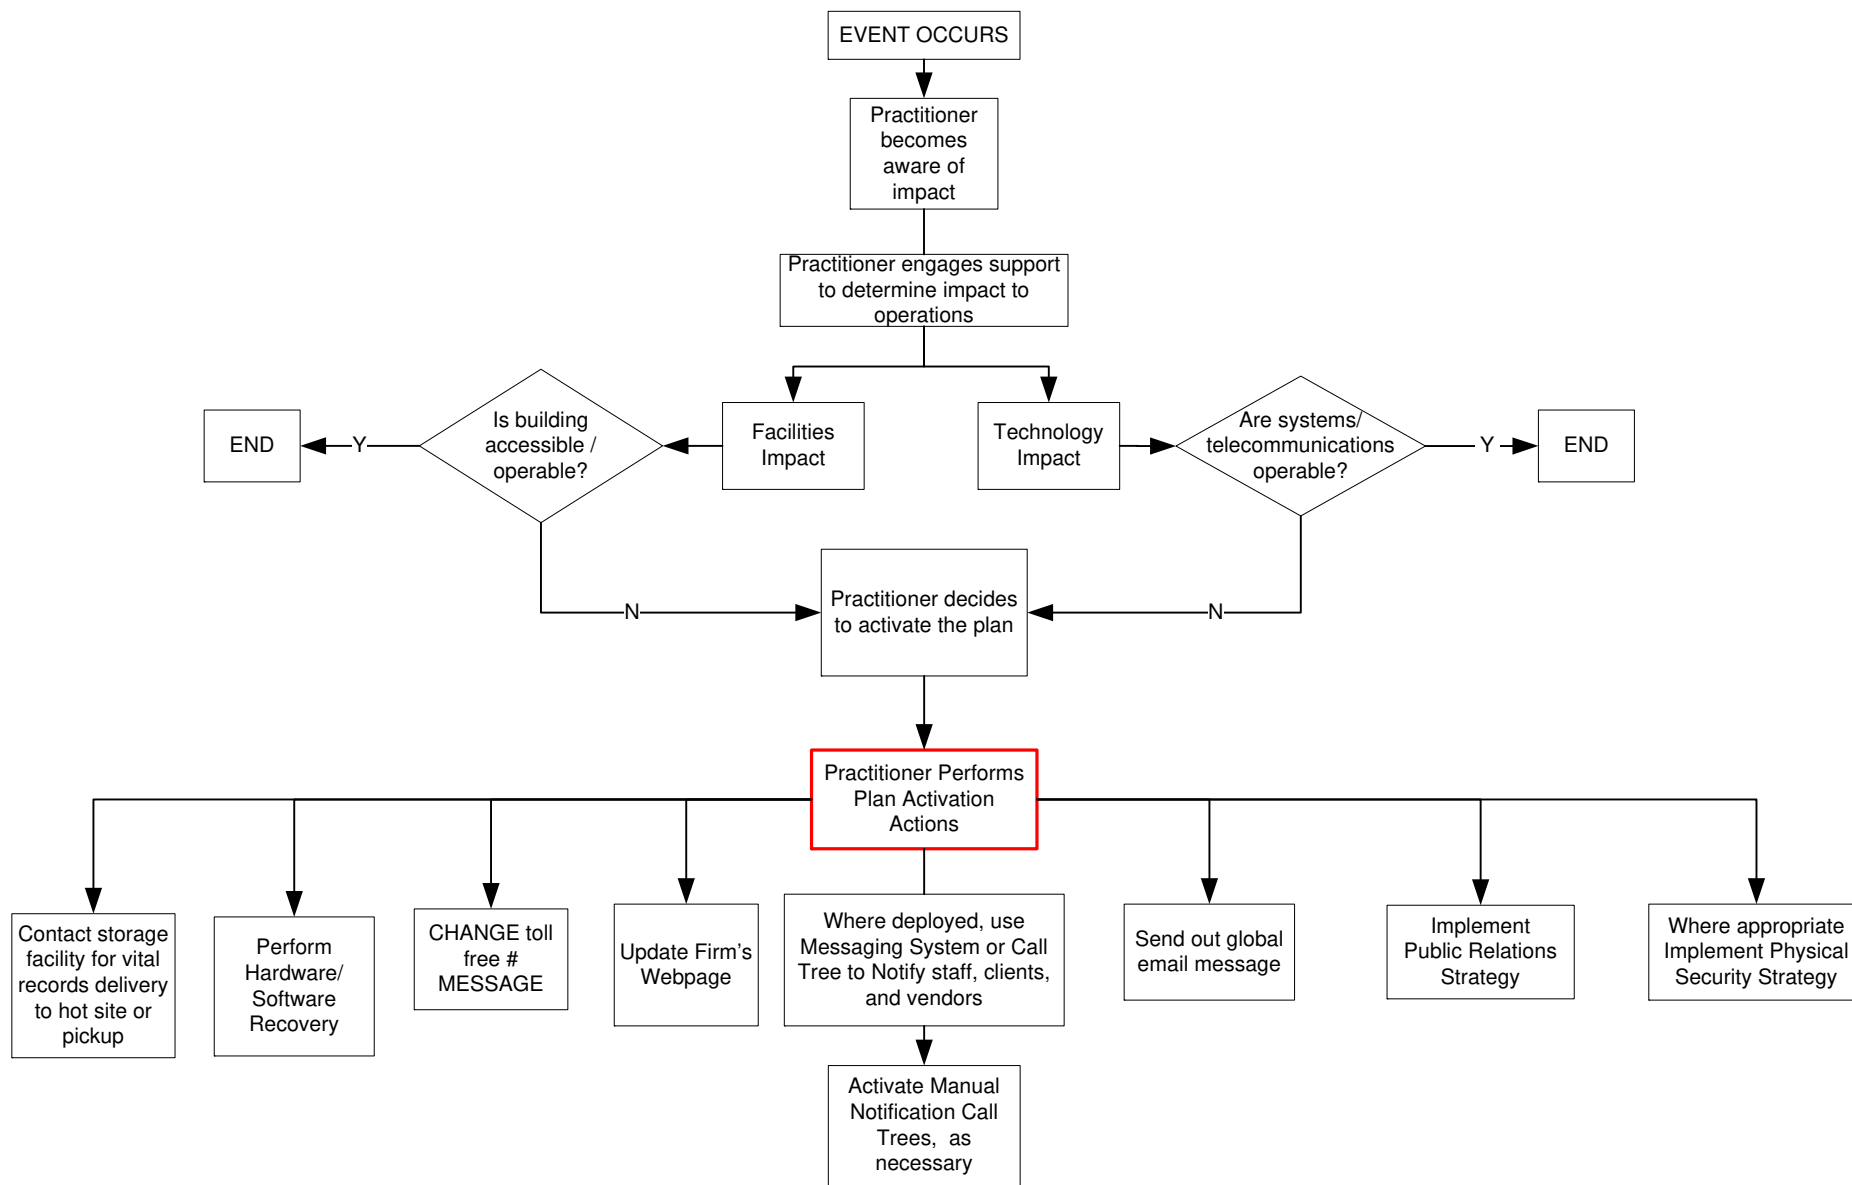 EVENT OCCURS
Practitioner
becomes
aware of
impact
Practitioner engages support
to determine impact to
operations
END
Y
Is building
accessible /
operable?
Facilities
Impact
Technology
Impact
Are systems/
telecommunications
operable?
Y
END
N
Practitioner decides
to activate the plan
N
Practitioner Performs
Plan Activation
Actions
Contact storage
facility for vital
records delivery
to hot site or
pickup
Perform
Hardware/
Software
Recovery
CHANGE toll
free #
MESSAGE
Update Firm's
Webpage
Where deployed, use
Messaging System or Call
Tree to Notify staff, clients,
and vendors
Send out global
email message
Implement
Public Relations
Strategy
Where appropriate
Implement Physical
Security Strategy
Activate Manual
Notification Call
Trees,  as
necessary